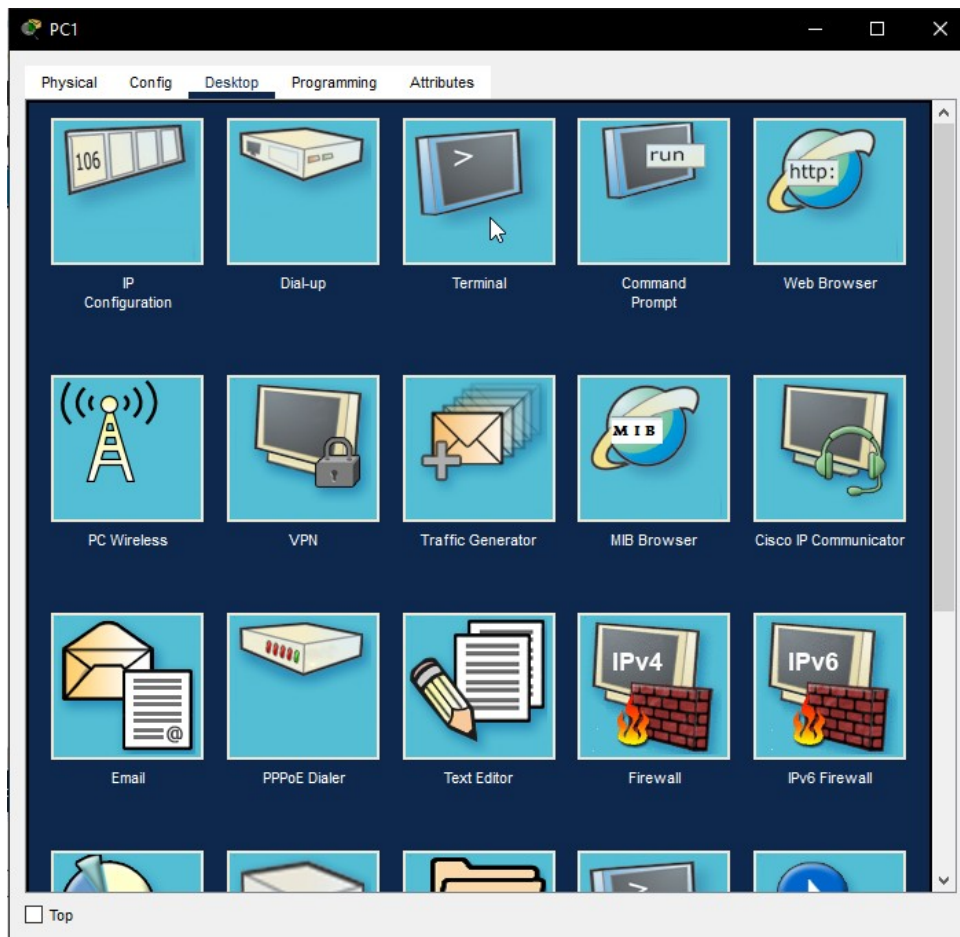 PC1
Physical Config Desktop Programming Attributes
106
>
run
http:
IP
Configuration
Dial-up
Terminal
Command
Prompt
Web Browser
MIB
PC Wireless
VPN
Traffic Generator
MIB Browser
Cisco IP Communicator
@
IPv4
IPv6
Email
PPPoE Dialer
Text Editor
Firewall
IPv6 Firewall
>
Top